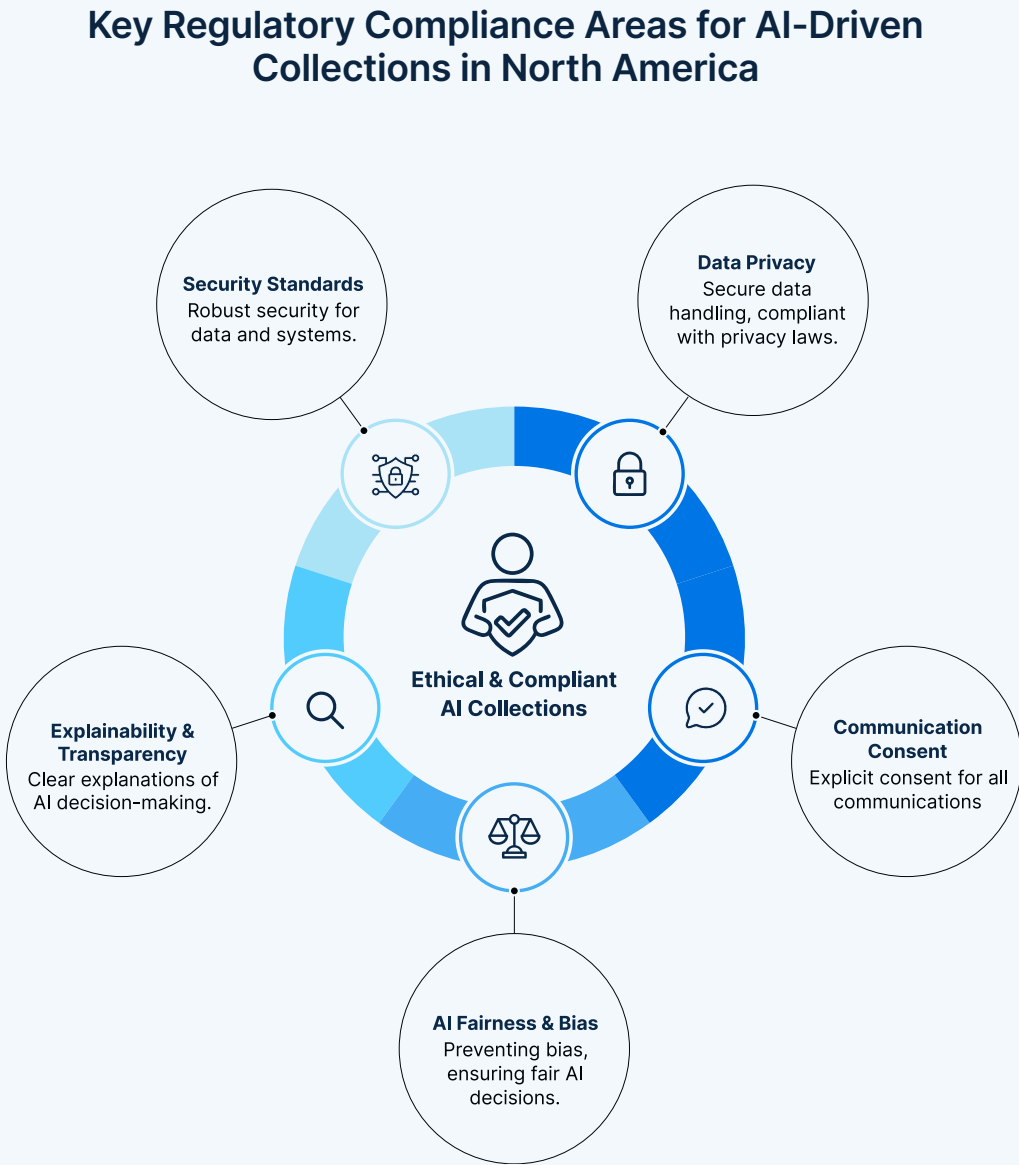 Key Regulatory Compliance Areas for AI-Driven
Collections in North America
Security Standards
Robust security for
data and systems.
Data Privacy
Secure data
handling, compliant
with privacy laws.
Ethical & Compliant
AI Collections
Explainability &
Transparency
Clear explanations of
AI decision-making.
Communication
Consent
Explicit consent for all
communications
AI Fairness & Bias
Preventing bias,
ensuring fair AI
decisions.